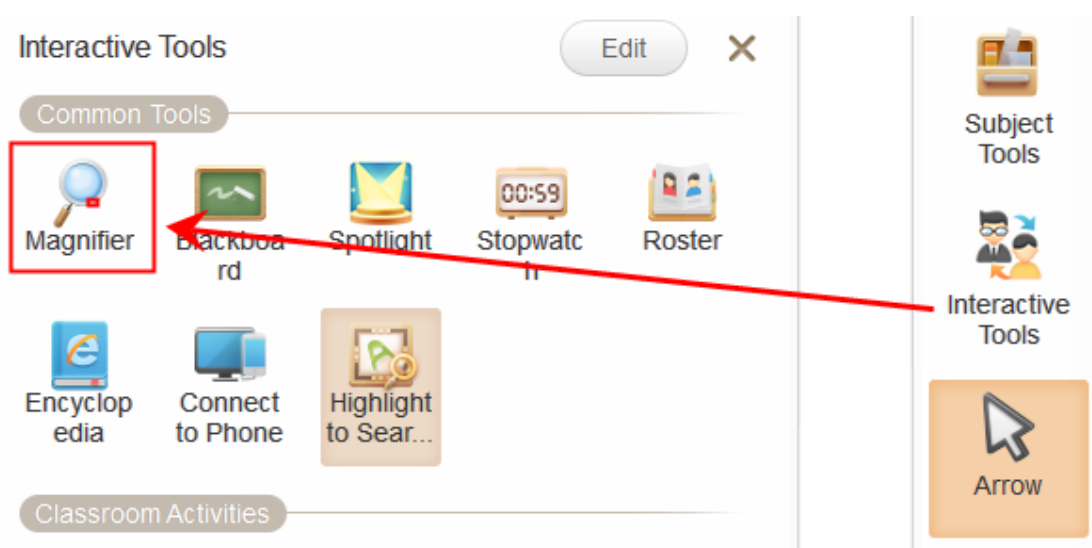 Interactive Tools
Edit
Common Tools
Magnifier
Blackboa
rd
Spotlight
00:59
Stopwatc
h
Roster
Encyclop
edia
Connect
to Phone
A
Highlight
to Sear...
Classroom Activities
Subject
Tools
Interactive
Tools
Arrow